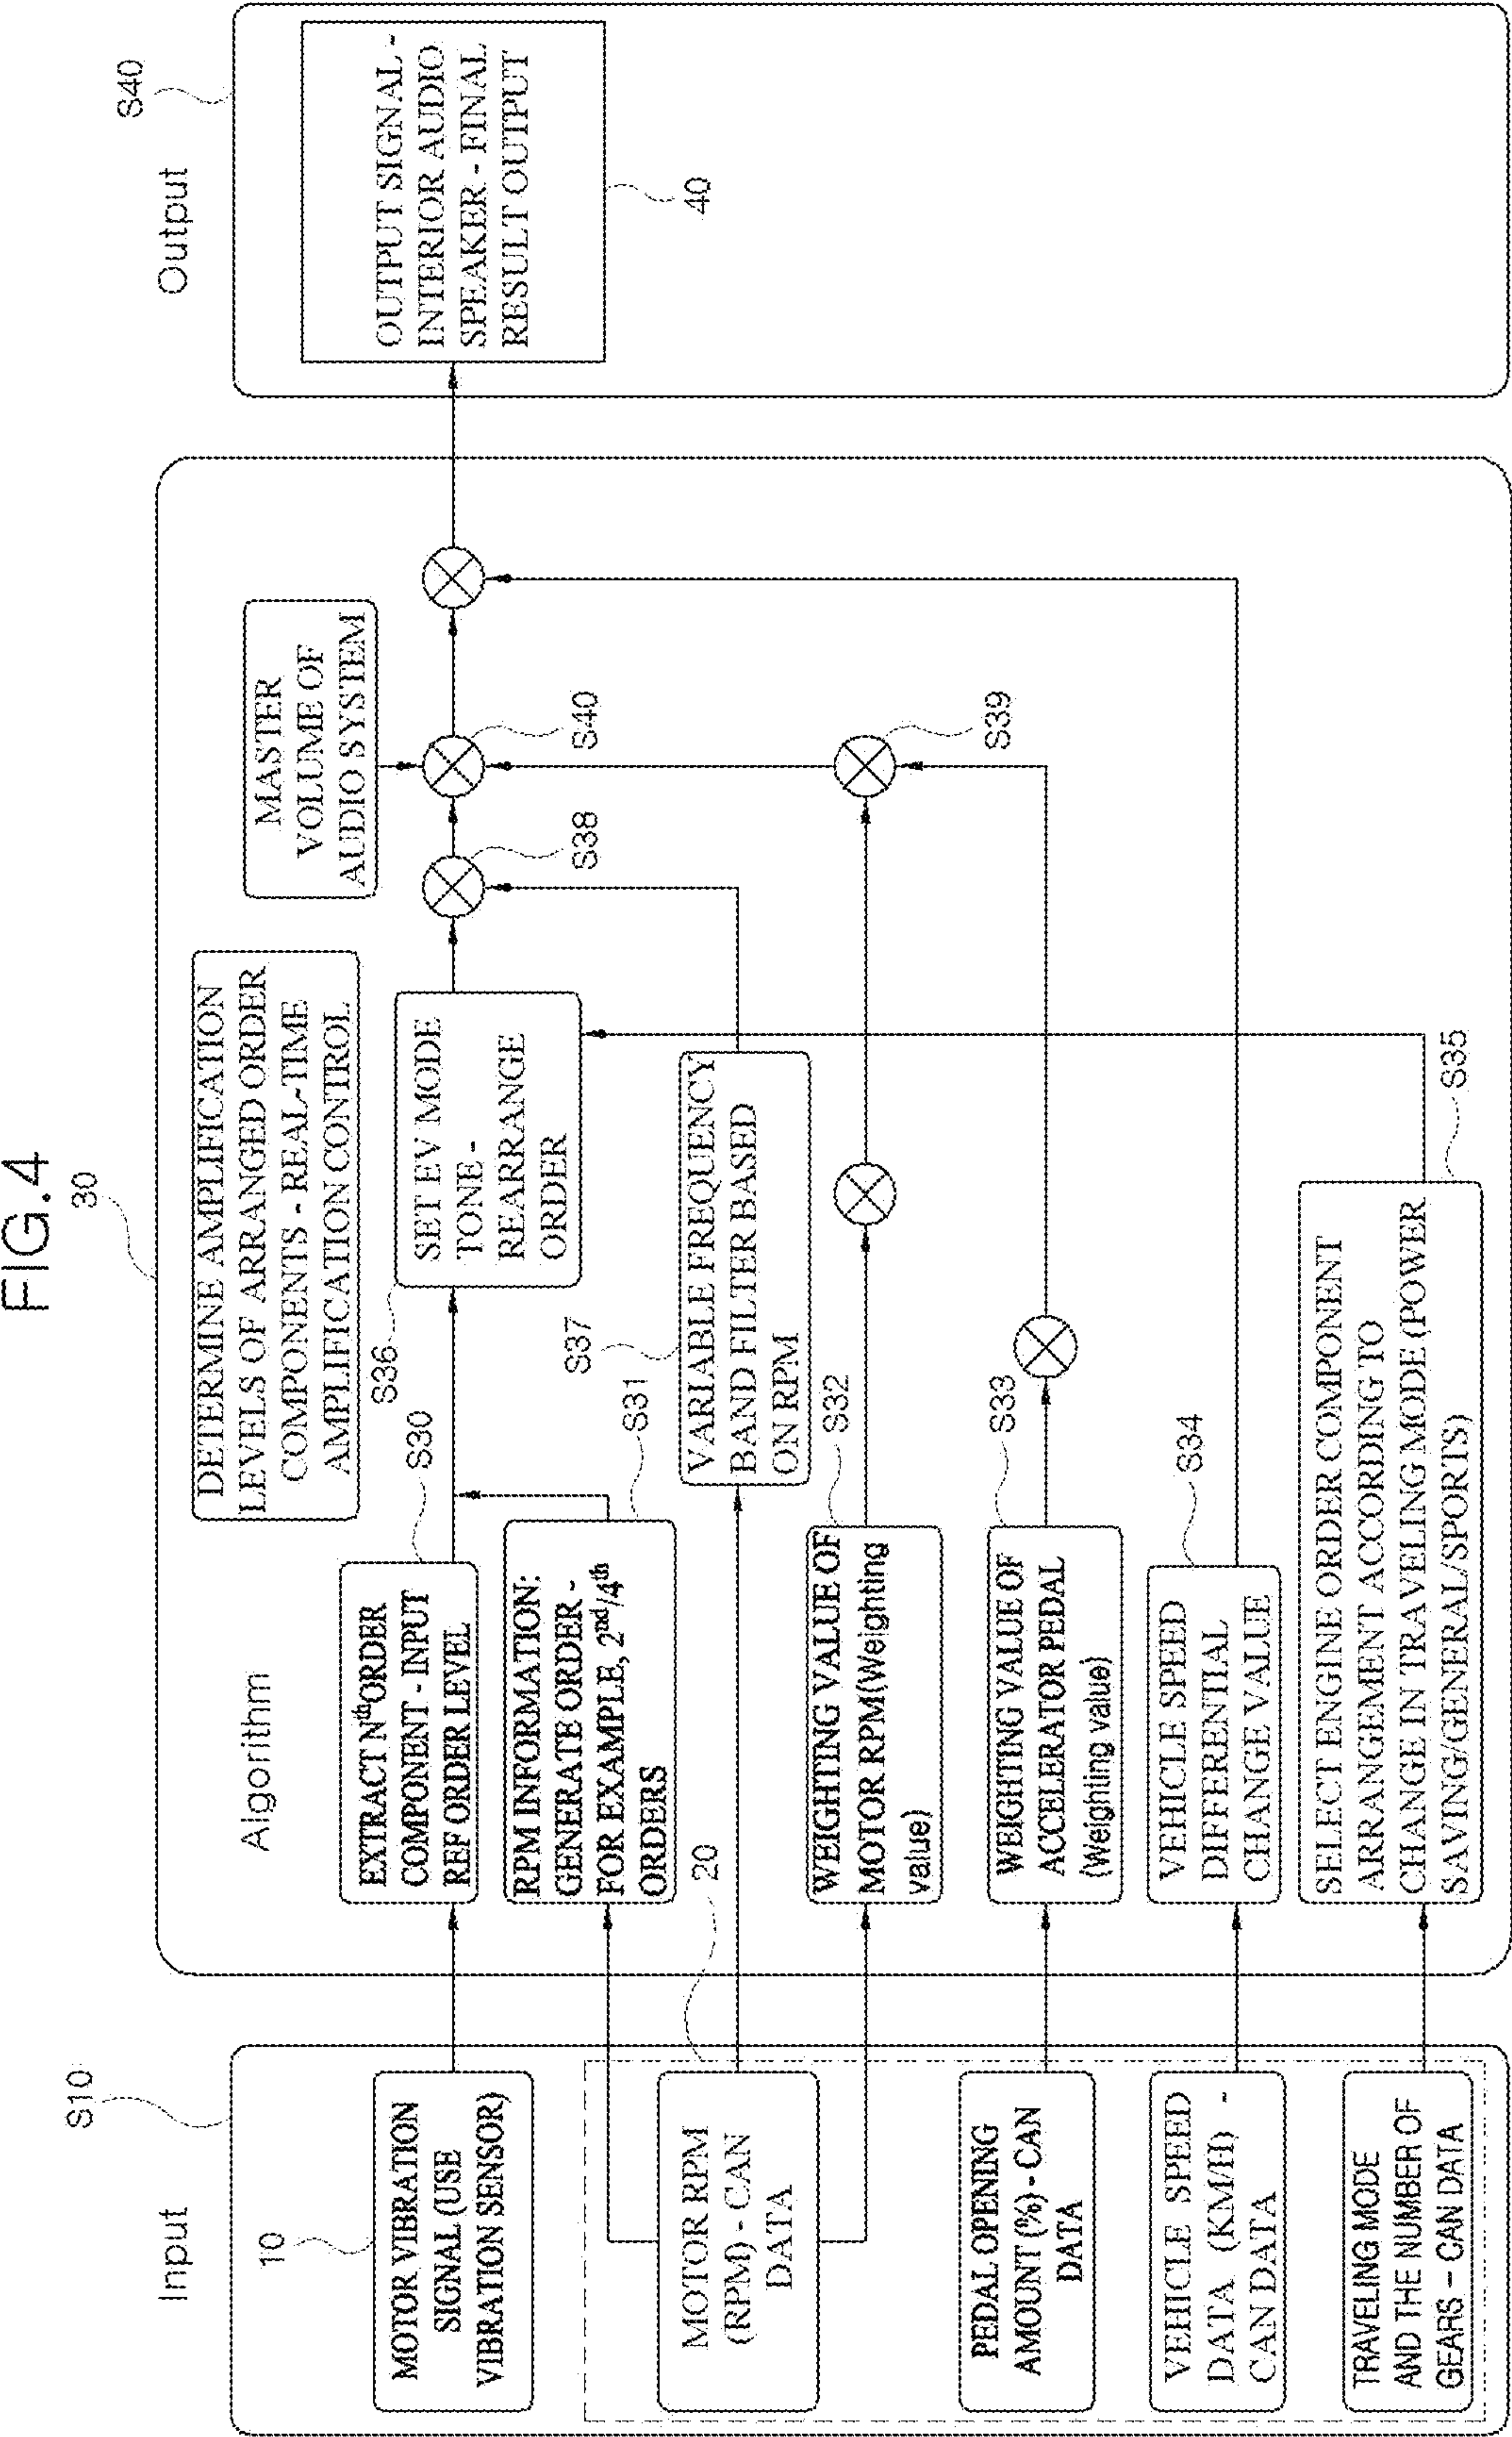 FIG.4
Input
S10
10
MOTOR VIBRATION
SIGNAL (USE
VIBRATION SENSOR)
20
MOTOR RPM
(RPM) - CAN
DATA
PEDAL OPENING
AMOUNT (%) - CAN
DATA
VEHICLE SPEED
DATA (KM/H) -
CAN DATA
TRAVELING MODE
AND THE NUMBER OF
GEARS – CAN DATA
Algorithm
30
DETERMINE AMPLIFICATION
LEVELS OF ARRANGED ORDER
COMPONENTS - REAL-TIME
AMPLIFICATION CONTROL
S30
EXTRACT Nth ORDER
COMPONENT - INPUT
REF ORDER LEVEL
S31
RPM INFORMATION:
GENERATE ORDER -
FOR EXAMPLE, 2nd/4th
ORDERS
S36
SET EV MODE
TONE -
REARRANGE
ORDER
S37
VARIABLE FREQUENCY
BAND FILTER BASED
ON RPM
S32
WEIGHTING VALUE OF
MOTOR RPM(Weighting
value)
S33
WEIGHTING VALUE OF
ACCELERATOR PEDAL
(Weighting value)
S34
VEHICLE SPEED
DIFFERENTIAL
CHANGE VALUE
S35
SELECT ENGINE ORDER COMPONENT
ARRANGEMENT ACCORDING TO
CHANGE IN TRAVELING MODE (POWER
SAVING/GENERAL/SPORTS)
MASTER
VOLUME OF
AUDIO SYSTEM
S38
S40
S39
Output
S40
OUTPUT SIGNAL -
INTERIOR AUDIO
SPEAKER - FINAL
RESULT OUTPUT
40